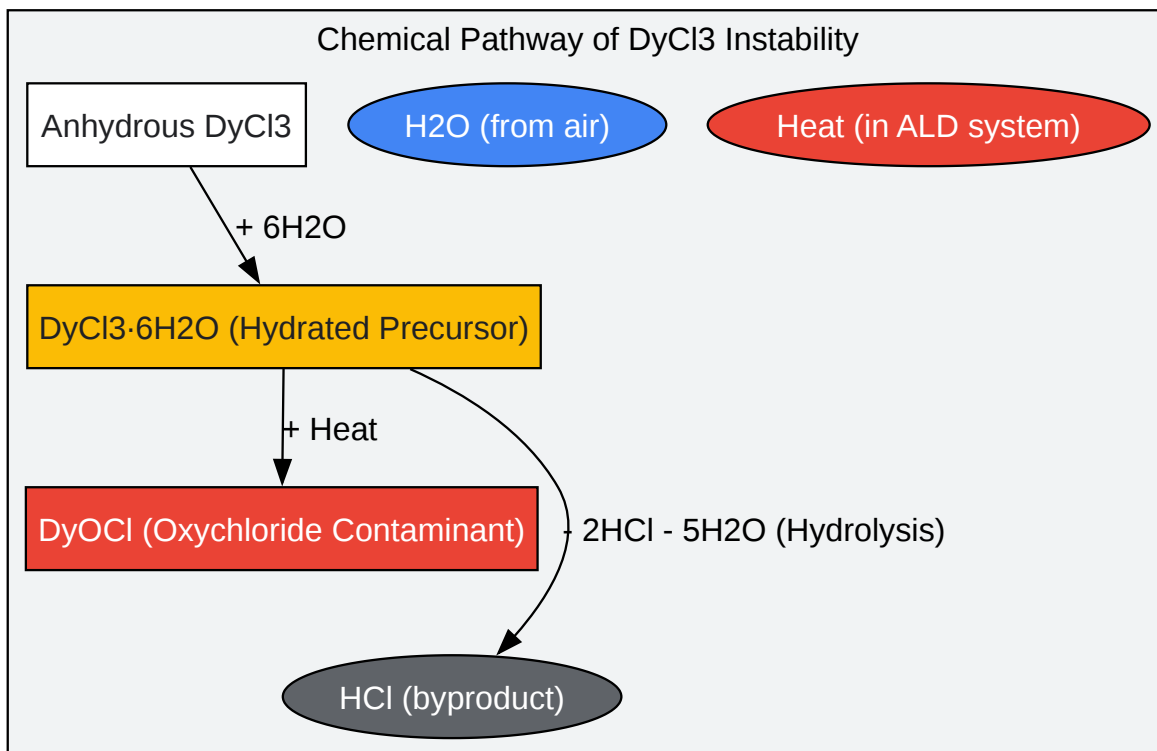 Chemical Pathway of DyCl3 Instability
Anhydrous DyCl3
H2O (from air)
Heat (in ALD system)
+ 6H2O
DyCl3·6H2O (Hydrated Precursor)
+ Heat
DyOCl (Oxychloride Contaminant)
- 2HCl - 5H2O (Hydrolysis)
HCl (byproduct)